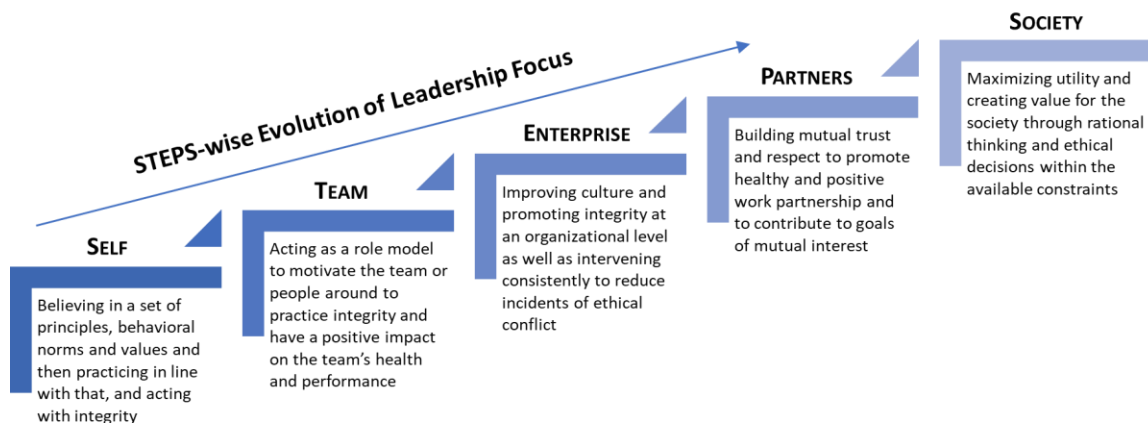 STEPS-wise Evolution of Leadership Focus
SELF
Believing in a set of
principles, behavioral
norms and values and
then practicing in line
with that, and acting
with integrity
TEAM
Acting as a role model
to motivate the team or
people around to
practice integrity and
have a positive impact
on the team's health
and performance
ENTERPRISE
Improving culture and
promoting integrity at
an organizational level
as well as intervening
consistently to reduce
incidents of ethical
conflict
PARTNERS
Building mutual trust
and respect to promote
healthy and positive
work partnership and
to contribute to goals
of mutual interest
SOCIETY
Maximizing utility and
creating value for the
society through rational
thinking and ethical
decisions within the
available constraints